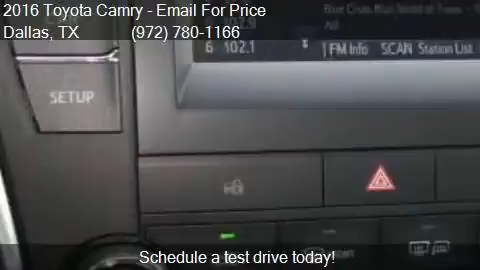 2016 Toyota Camry - Email For Price
Dallas, TX (972) 780-1166
6 102.1
FM Info SCAN Station List
SETUP
Schedule a test drive today!